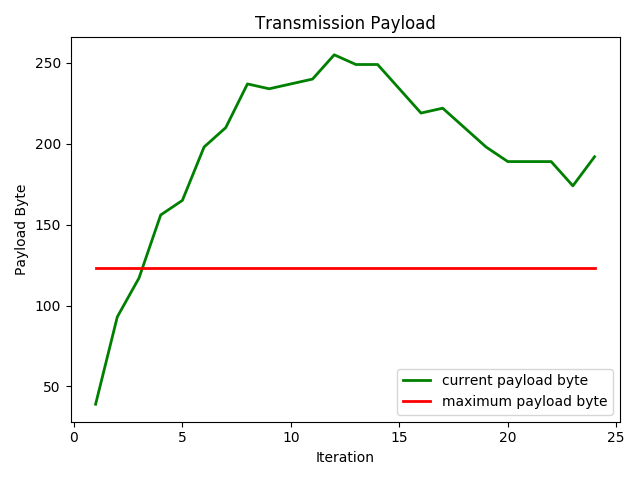 Transmission Payload
250
200
150
100
50
Payload Byte
0
5
10
15
20
25
Iteration
current payload byte
maximum payload byte